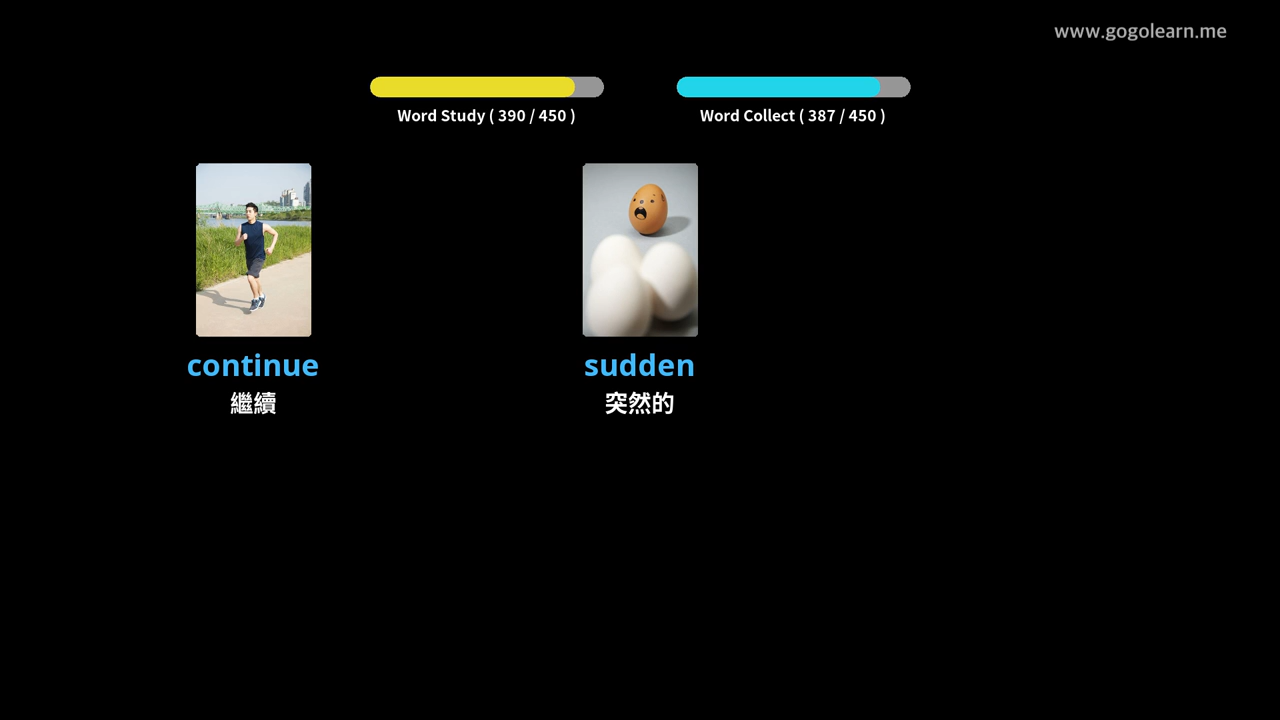 www.gogolearn.me
Word Study ( 390 / 450 )
Word Collect ( 387 / 450 )
continue
繼續
sudden
突然的